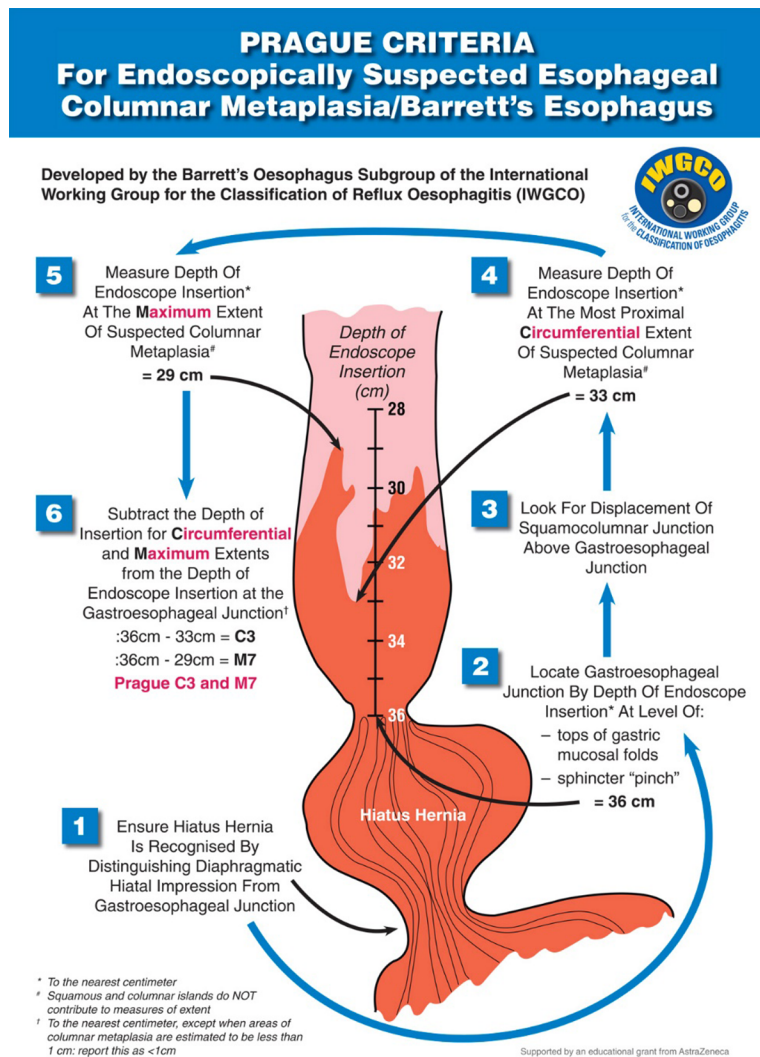 PRAGUE CRITERIA
For Endoscopically Suspected Esophageal
Columnar Metaplasia/Barrett's Esophagus
Developed by the Barrett's Oesophagus Subgroup of the International
Working Group for the Classification of Reflux Oesophagitis (IWGCO)
IWGCO
INTERNATIONAL WORKING GROUP
for the CLASSIFICATION OF OESOPHAGITIS
1
Ensure Hiatus Hernia
Is Recognised By
Distinguishing Diaphragmatic
Hiatal Impression From
Gastroesophageal Junction
2
Locate Gastroesophageal
Junction By Depth Of Endoscope
Insertion* At Level Of:
– tops of gastric
mucosal folds
– sphincter "pinch"
= 36 cm
3
Look For Displacement Of
Squamocolumnar Junction
Above Gastroesophageal
Junction
4
Measure Depth Of
Endoscope Insertion*
At The Most Proximal
Circumferential Extent
Of Suspected Columnar
Metaplasia#
= 33 cm
5
Measure Depth Of
Endoscope Insertion*
At The Maximum Extent
Of Suspected Columnar
Metaplasia#
= 29 cm
6
Subtract the Depth of
Insertion for Circumferential
and Maximum Extents
from the Depth of
Endoscope Insertion at the
Gastroesophageal Junction†
:36cm - 33cm = C3
:36cm - 29cm = M7
Prague C3 and M7
Depth of
Endoscope
Insertion
(cm)
28
30
32
34
36
Hiatus Hernia
* To the nearest centimeter
# Squamous and columnar islands do NOT
contribute to measures of extent
† To the nearest centimeter, except when areas of
columnar metaplasia are estimated to be less than
1 cm: report this as <1cm
Supported by an educational grant from AstraZeneca